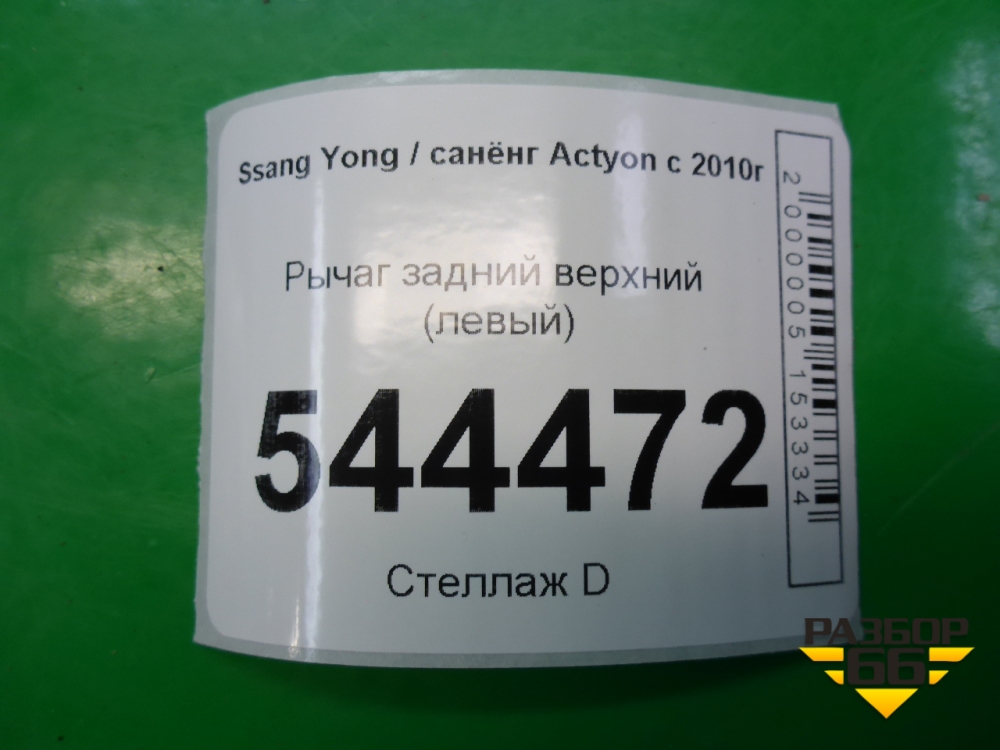 Ssang Yong / санёнг Actyon с 2010г
Рычаг задний верхний
(левый)
544472
Стеллаж D
2000005153334
РАЗБОР
66